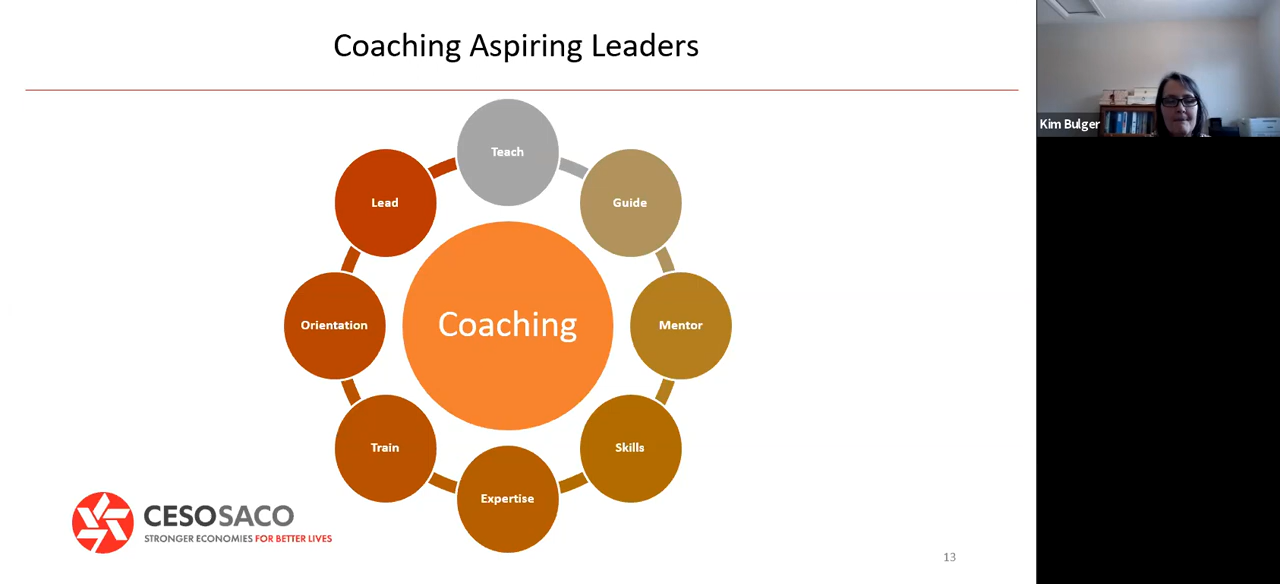 Coaching Aspiring Leaders
Teach
Guide
Mentor
Skills
Expertise
Train
Orientation
Lead
Coaching
CESOSACO
STRONGER ECONOMIES FOR BETTER LIVES
13
Kim Bulger